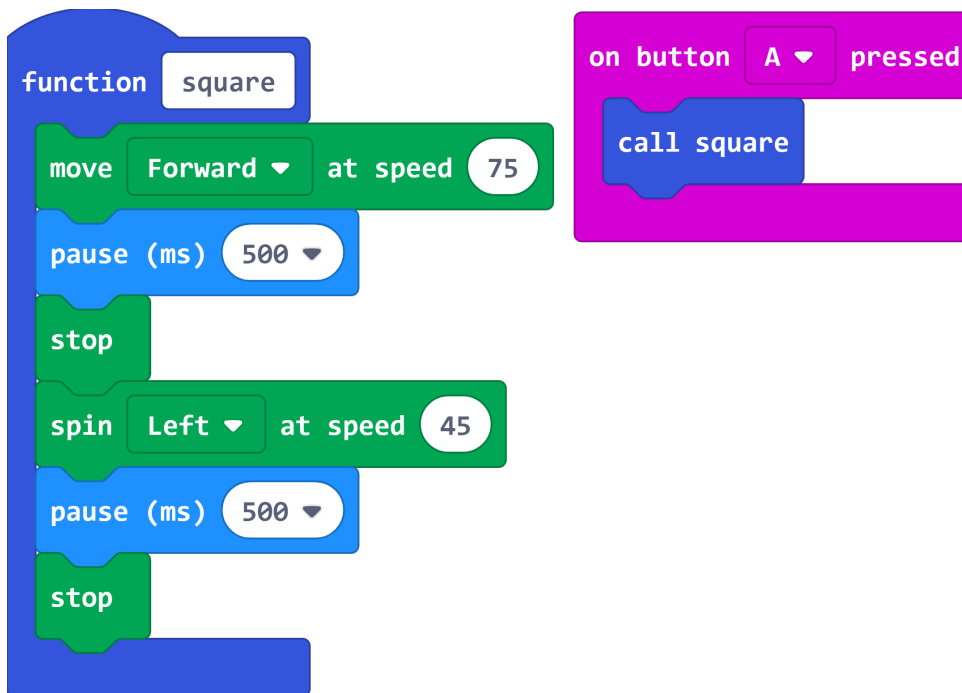 function square
move Forward at speed 75
pause (ms) 500
stop
spin Left at speed 45
pause (ms) 500
stop
on button A pressed
call square